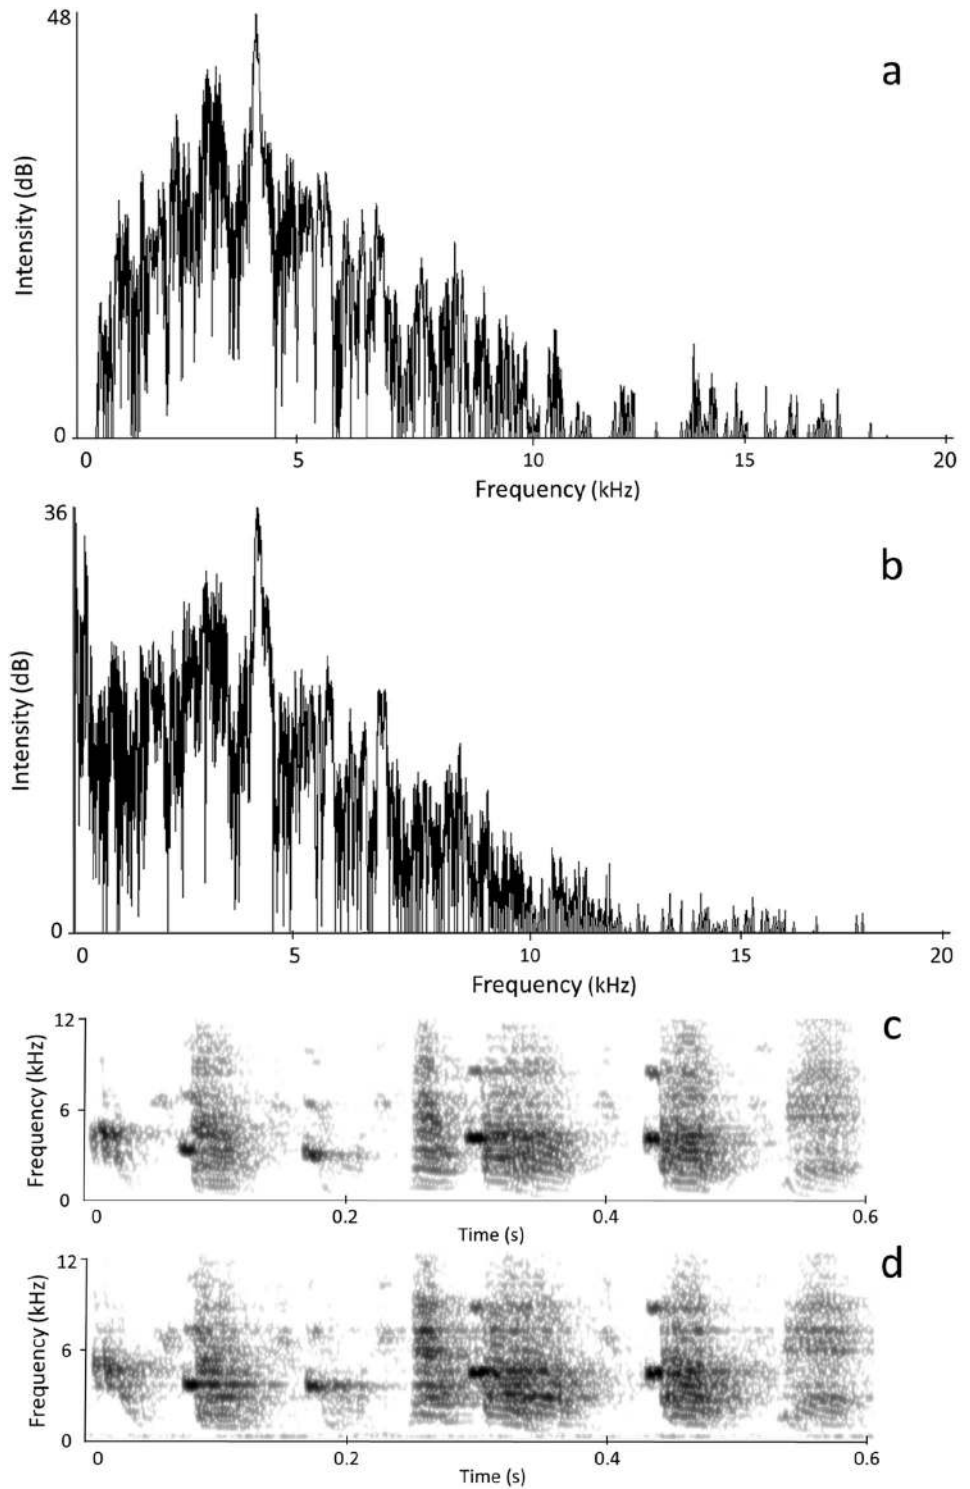 48
a
Intensity (dB)
0
0 5 10 15 20
Frequency (kHz)
36
b
Intensity (dB)
0
0 5 10 15 20
Frequency (kHz)
c
12
Frequency (kHz)
6
0
0 0.2 0.4 0.6
Time (s)
d
12
Frequency (kHz)
6
0
0 0.2 0.4 0.6
Time (s)